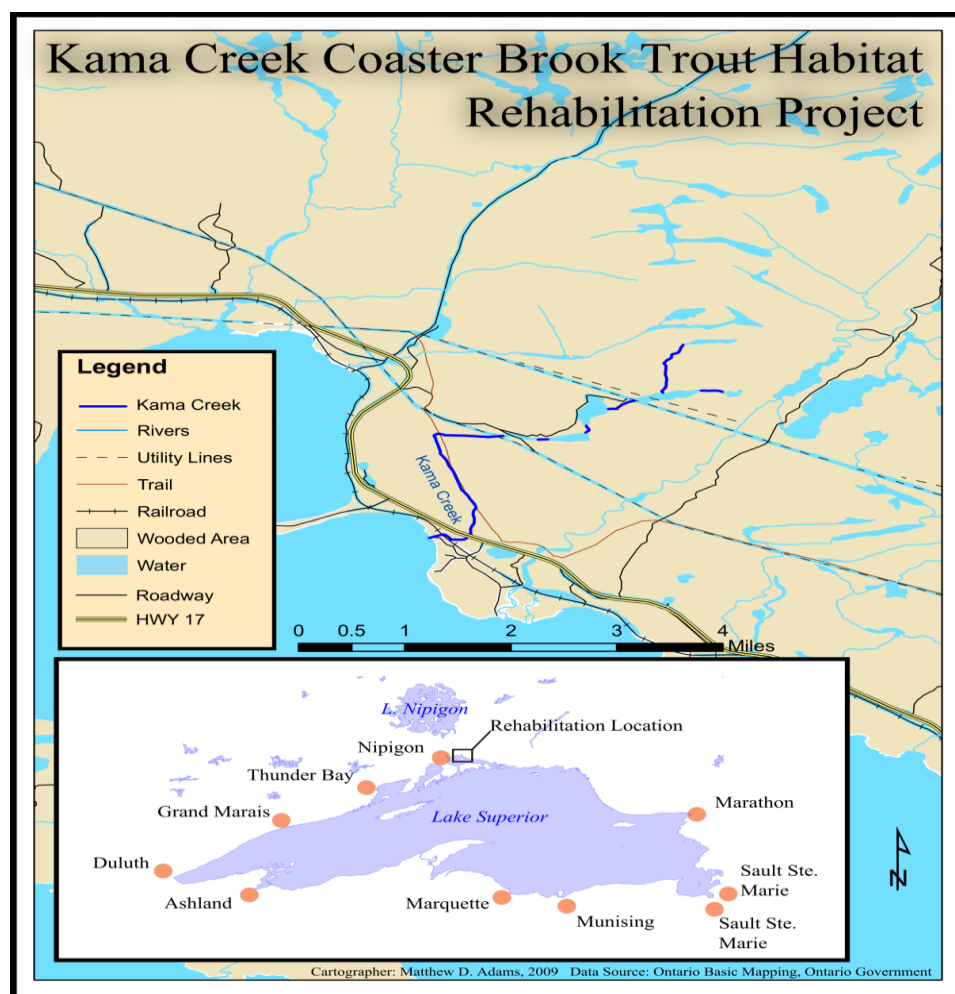 Kama Creek Coaster Brook Trout Habitat
Rehabilitation Project
Legend
Kama Creek
Rivers
Utility Lines
Trail
Railroad
Wooded Area
Water
Roadway
HWY 17
Kama Creek
0 0.5 1 2 3 4
Miles
L. Nipigon
Rehabilitation Location
Nipigon
Thunder Bay
Grand Marais
Lake Superior
Marathon
Duluth
Ashland
Marquette
Munising
Sault Ste.
Marie
Sault Ste.
Marie
N
Cartographer: Matthew D. Adams, 2009 Data Source: Ontario Basic Mapping, Ontario Government